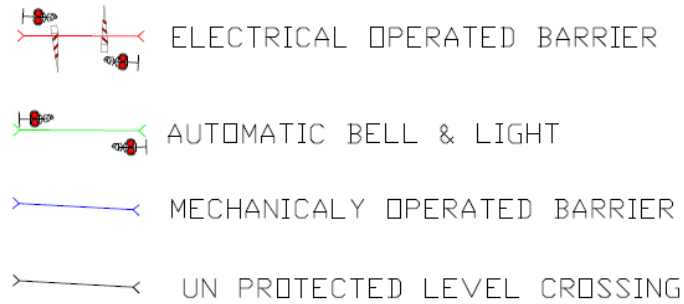 ELECTRICAL OPERATED BARRIER
AUTOMATIC BELL & LIGHT
MECHANICALY OPERATED BARRIER
UN PROTECTED LEVEL CROSSING